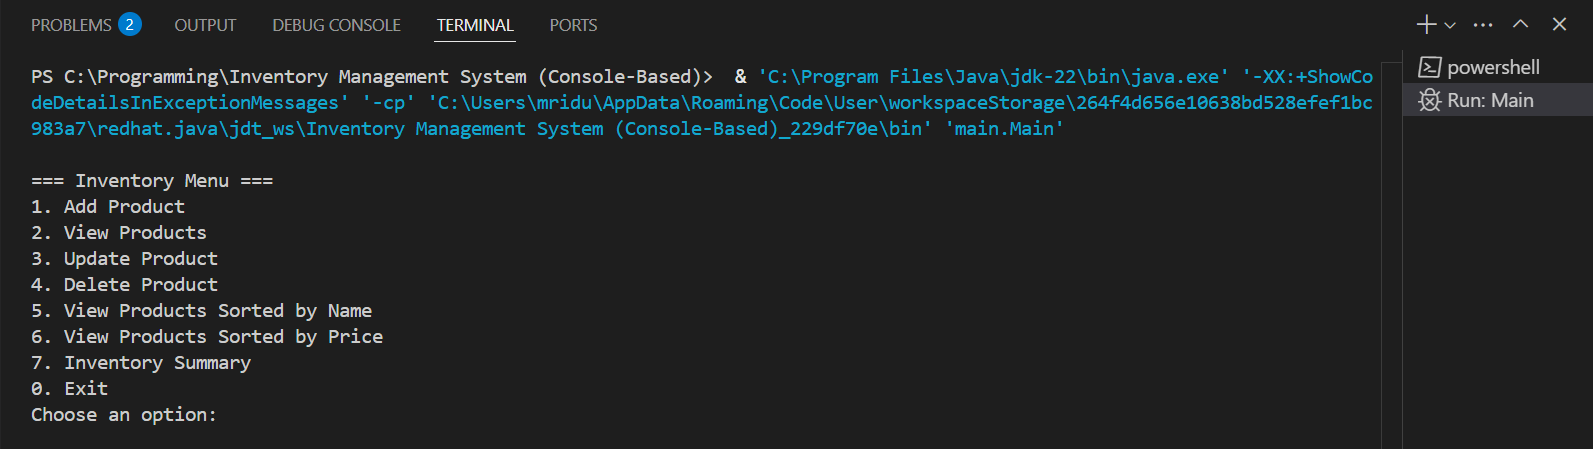 PROBLEMS 2 OUTPUT DEBUG CONSOLE TERMINAL PORTS
PS C:\Programming\Inventory Management System (Console-Based)>  & 'C:\Program Files\Java\jdk-22\bin\java.exe' '-XX:+ShowCo
deDetailsInExceptionMessages' '-cp' 'C:\Users\mridu\AppData\Roaming\Code\User\workspaceStorage\264f4d656e10638bd528efef1bc
983a7\redhat.java\jdt_ws\Inventory Management System (Console-Based)_229df70e\bin' 'main.Main'
=== Inventory Menu ===
1. Add Product
2. View Products
3. Update Product
4. Delete Product
5. View Products Sorted by Name
6. View Products Sorted by Price
7. Inventory Summary
0. Exit
Choose an option:
powershell
Run: Main